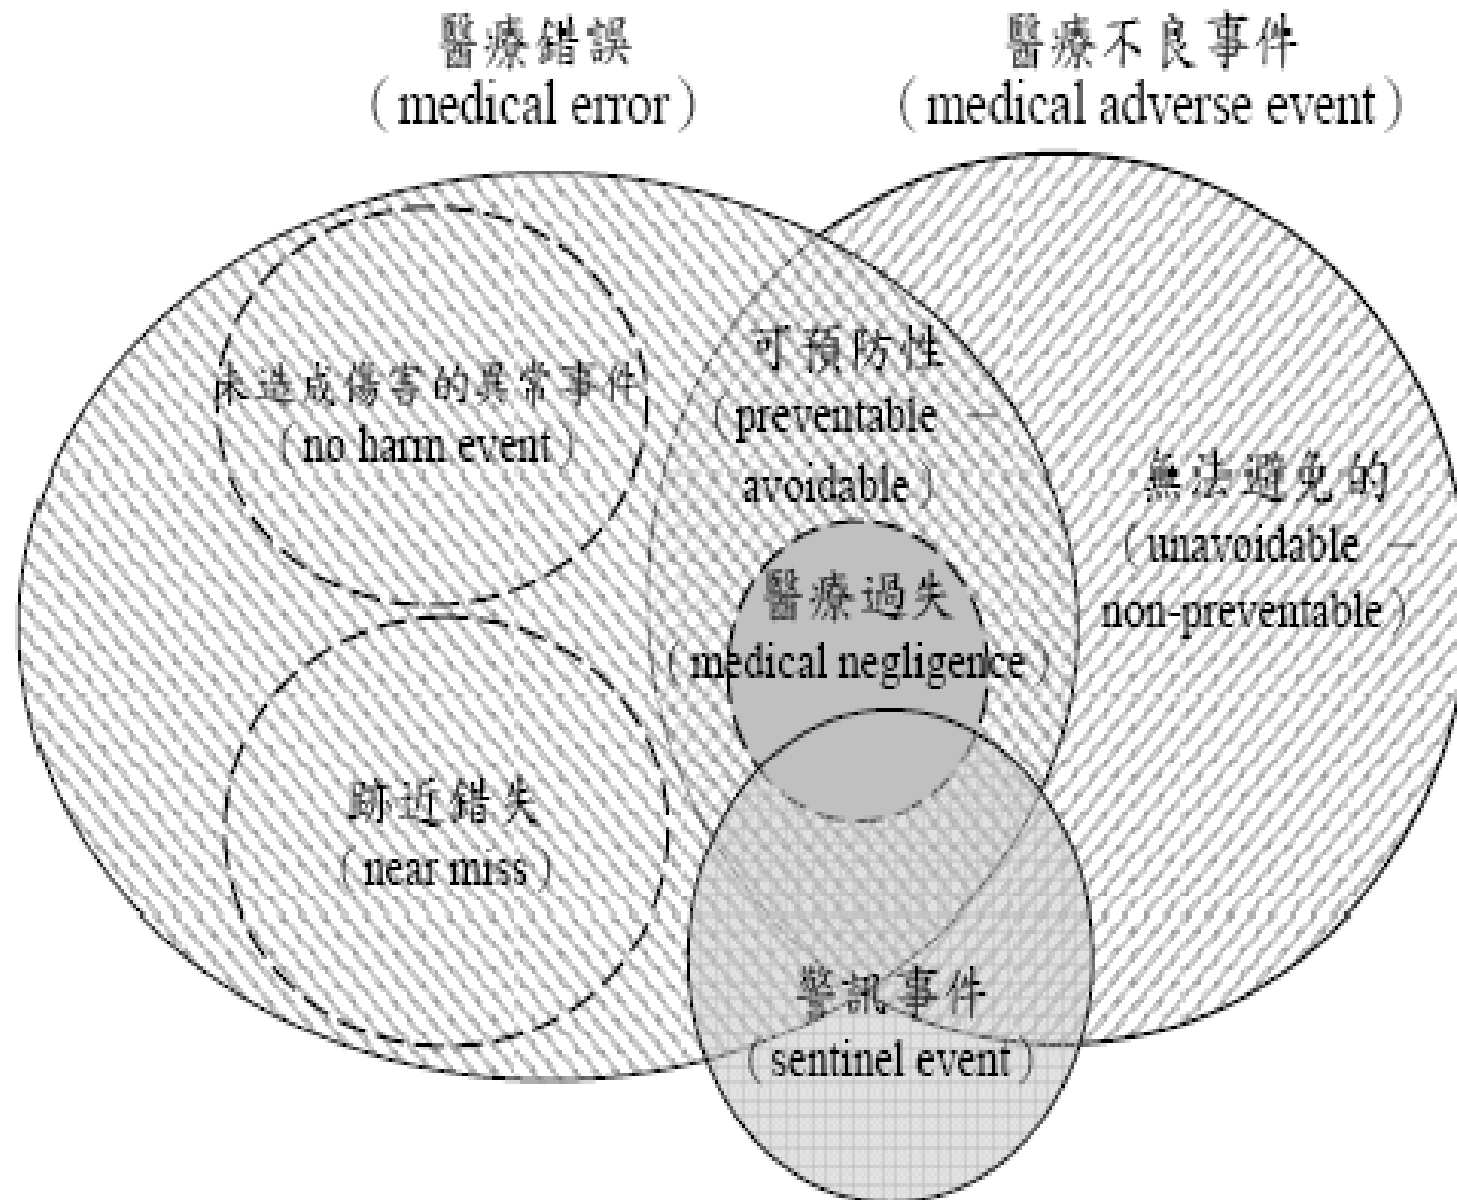 醫療錯誤
（medical error）
醫療不良事件
（medical adverse event）
未造成傷害的異常事件
（no harm event）
可預防性
（preventable －
avoidable）
無法避免的
（unavoidable －
non-preventable）
醫療過失
（medical negligence）
跡近錯失
（near miss）
警訊事件
（sentinel event）